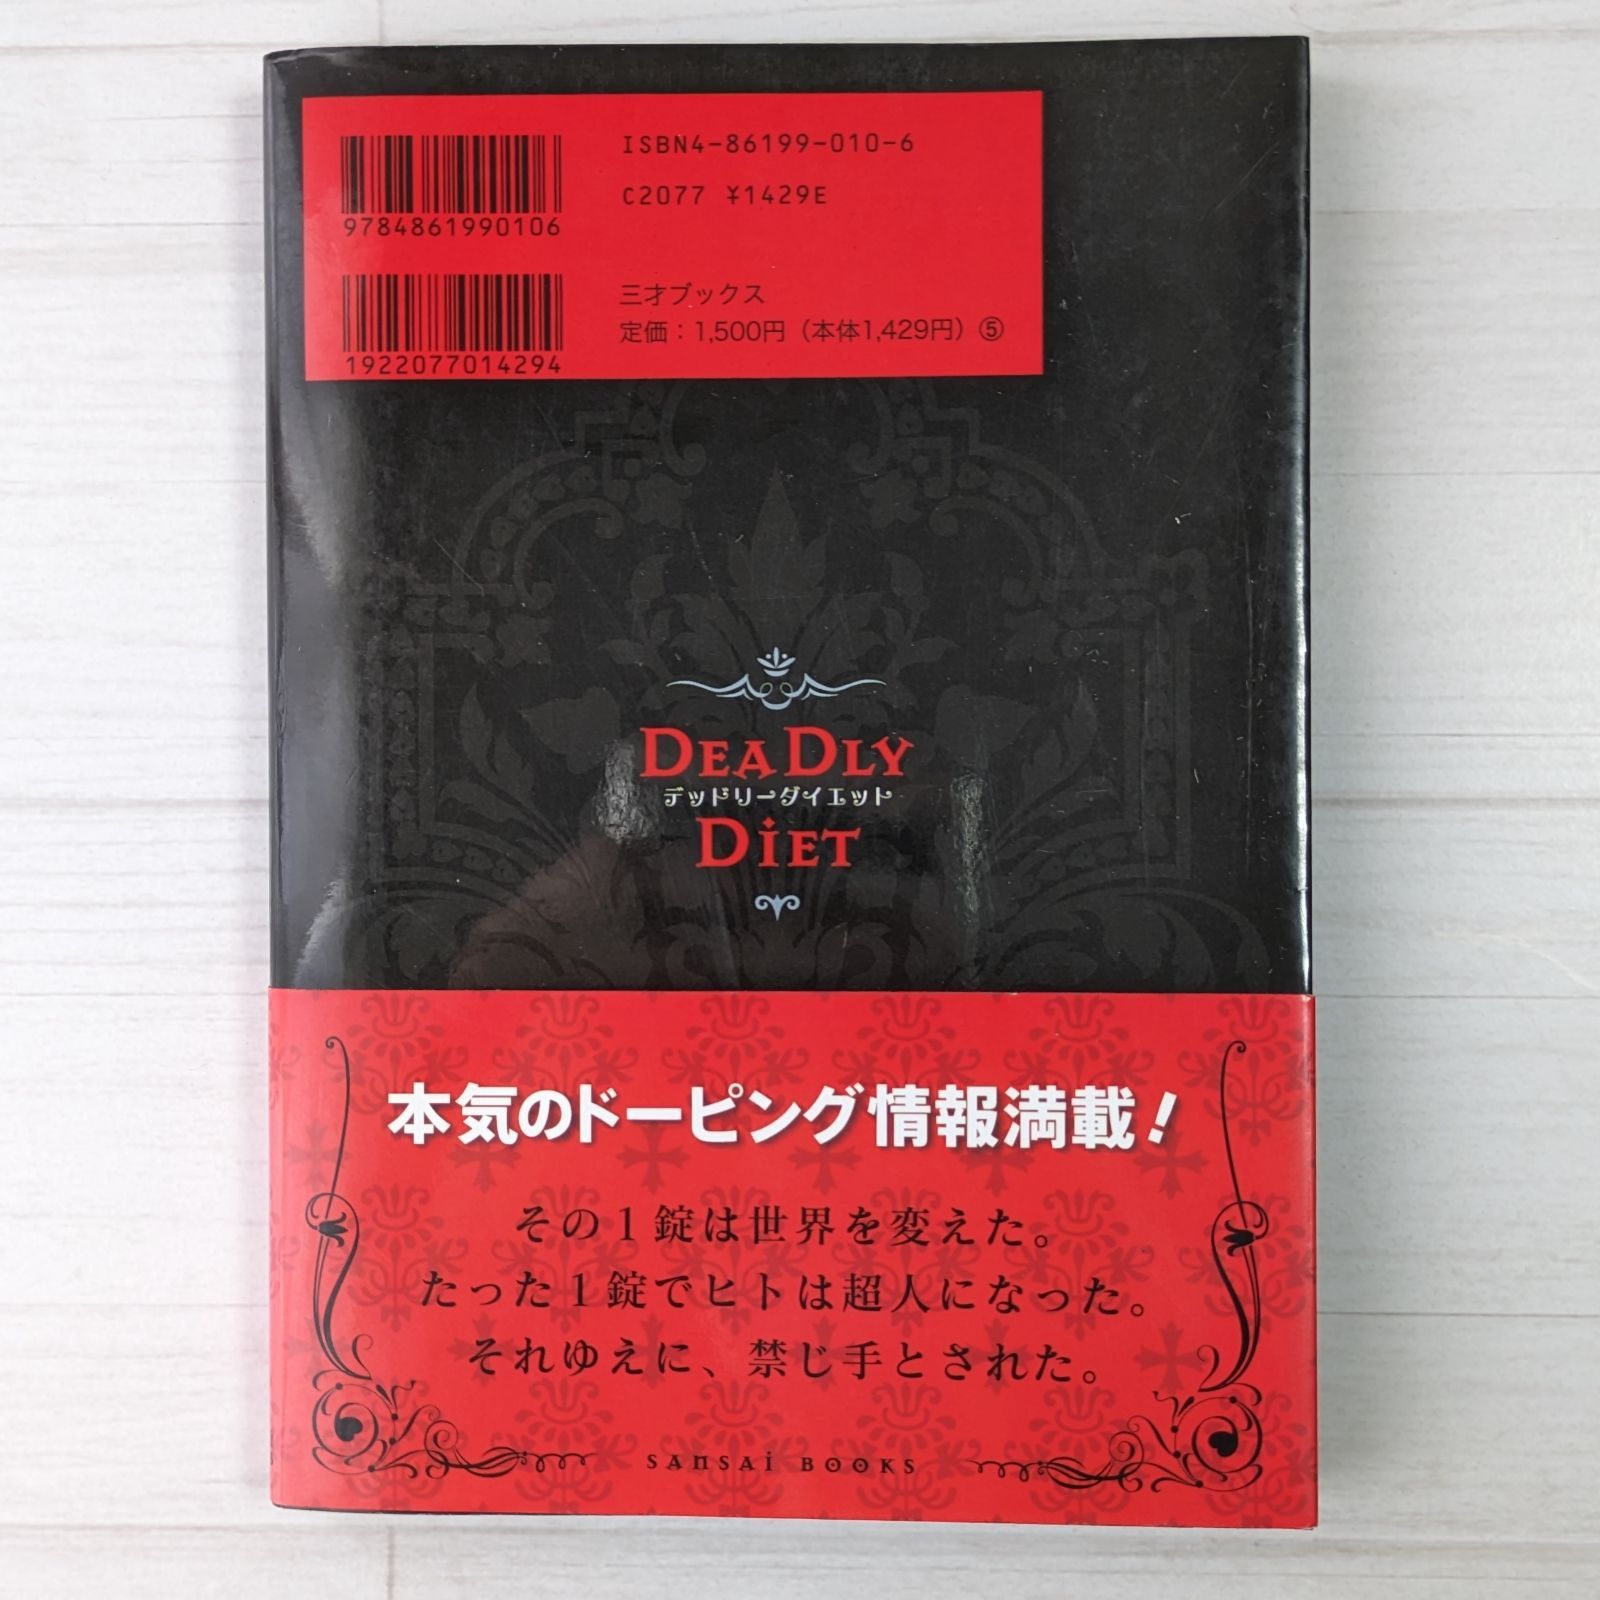 ISBN4-86199-010-6
C2077 ¥1429E
9784861990106
三才ブックス
定価：1,500円（本体1,429円）⑤
1922077014294
DEADLY
デッドリーダイエット
DiET
本気のドーピング情報満載！
その1錠は世界を変えた。
たった1錠でヒトは超人になった。
それゆえに、禁じ手とされた。
SANSAi BOOKS